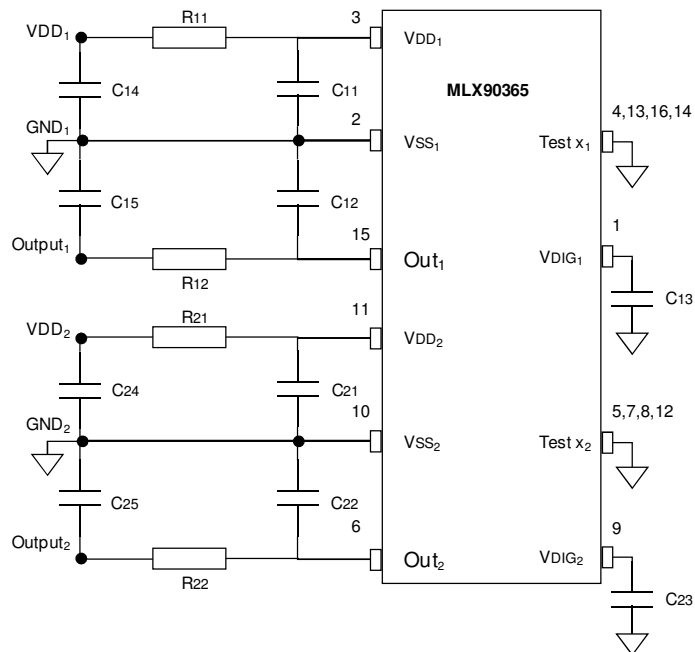 R11
3
VDD1
VDD1
MLX90365
C14
C11
4,13,16,14
GND1
2
VSS1
Test x1
C15
C12
1
Output1
15
Out1
VDIG1
R12
C13
R21
11
VDD2
VDD2
C24
C21
5,7,8,12
GND2
10
VSS2
Test x2
C25
C22
9
Output2
6
Out2
VDIG2
R22
C23